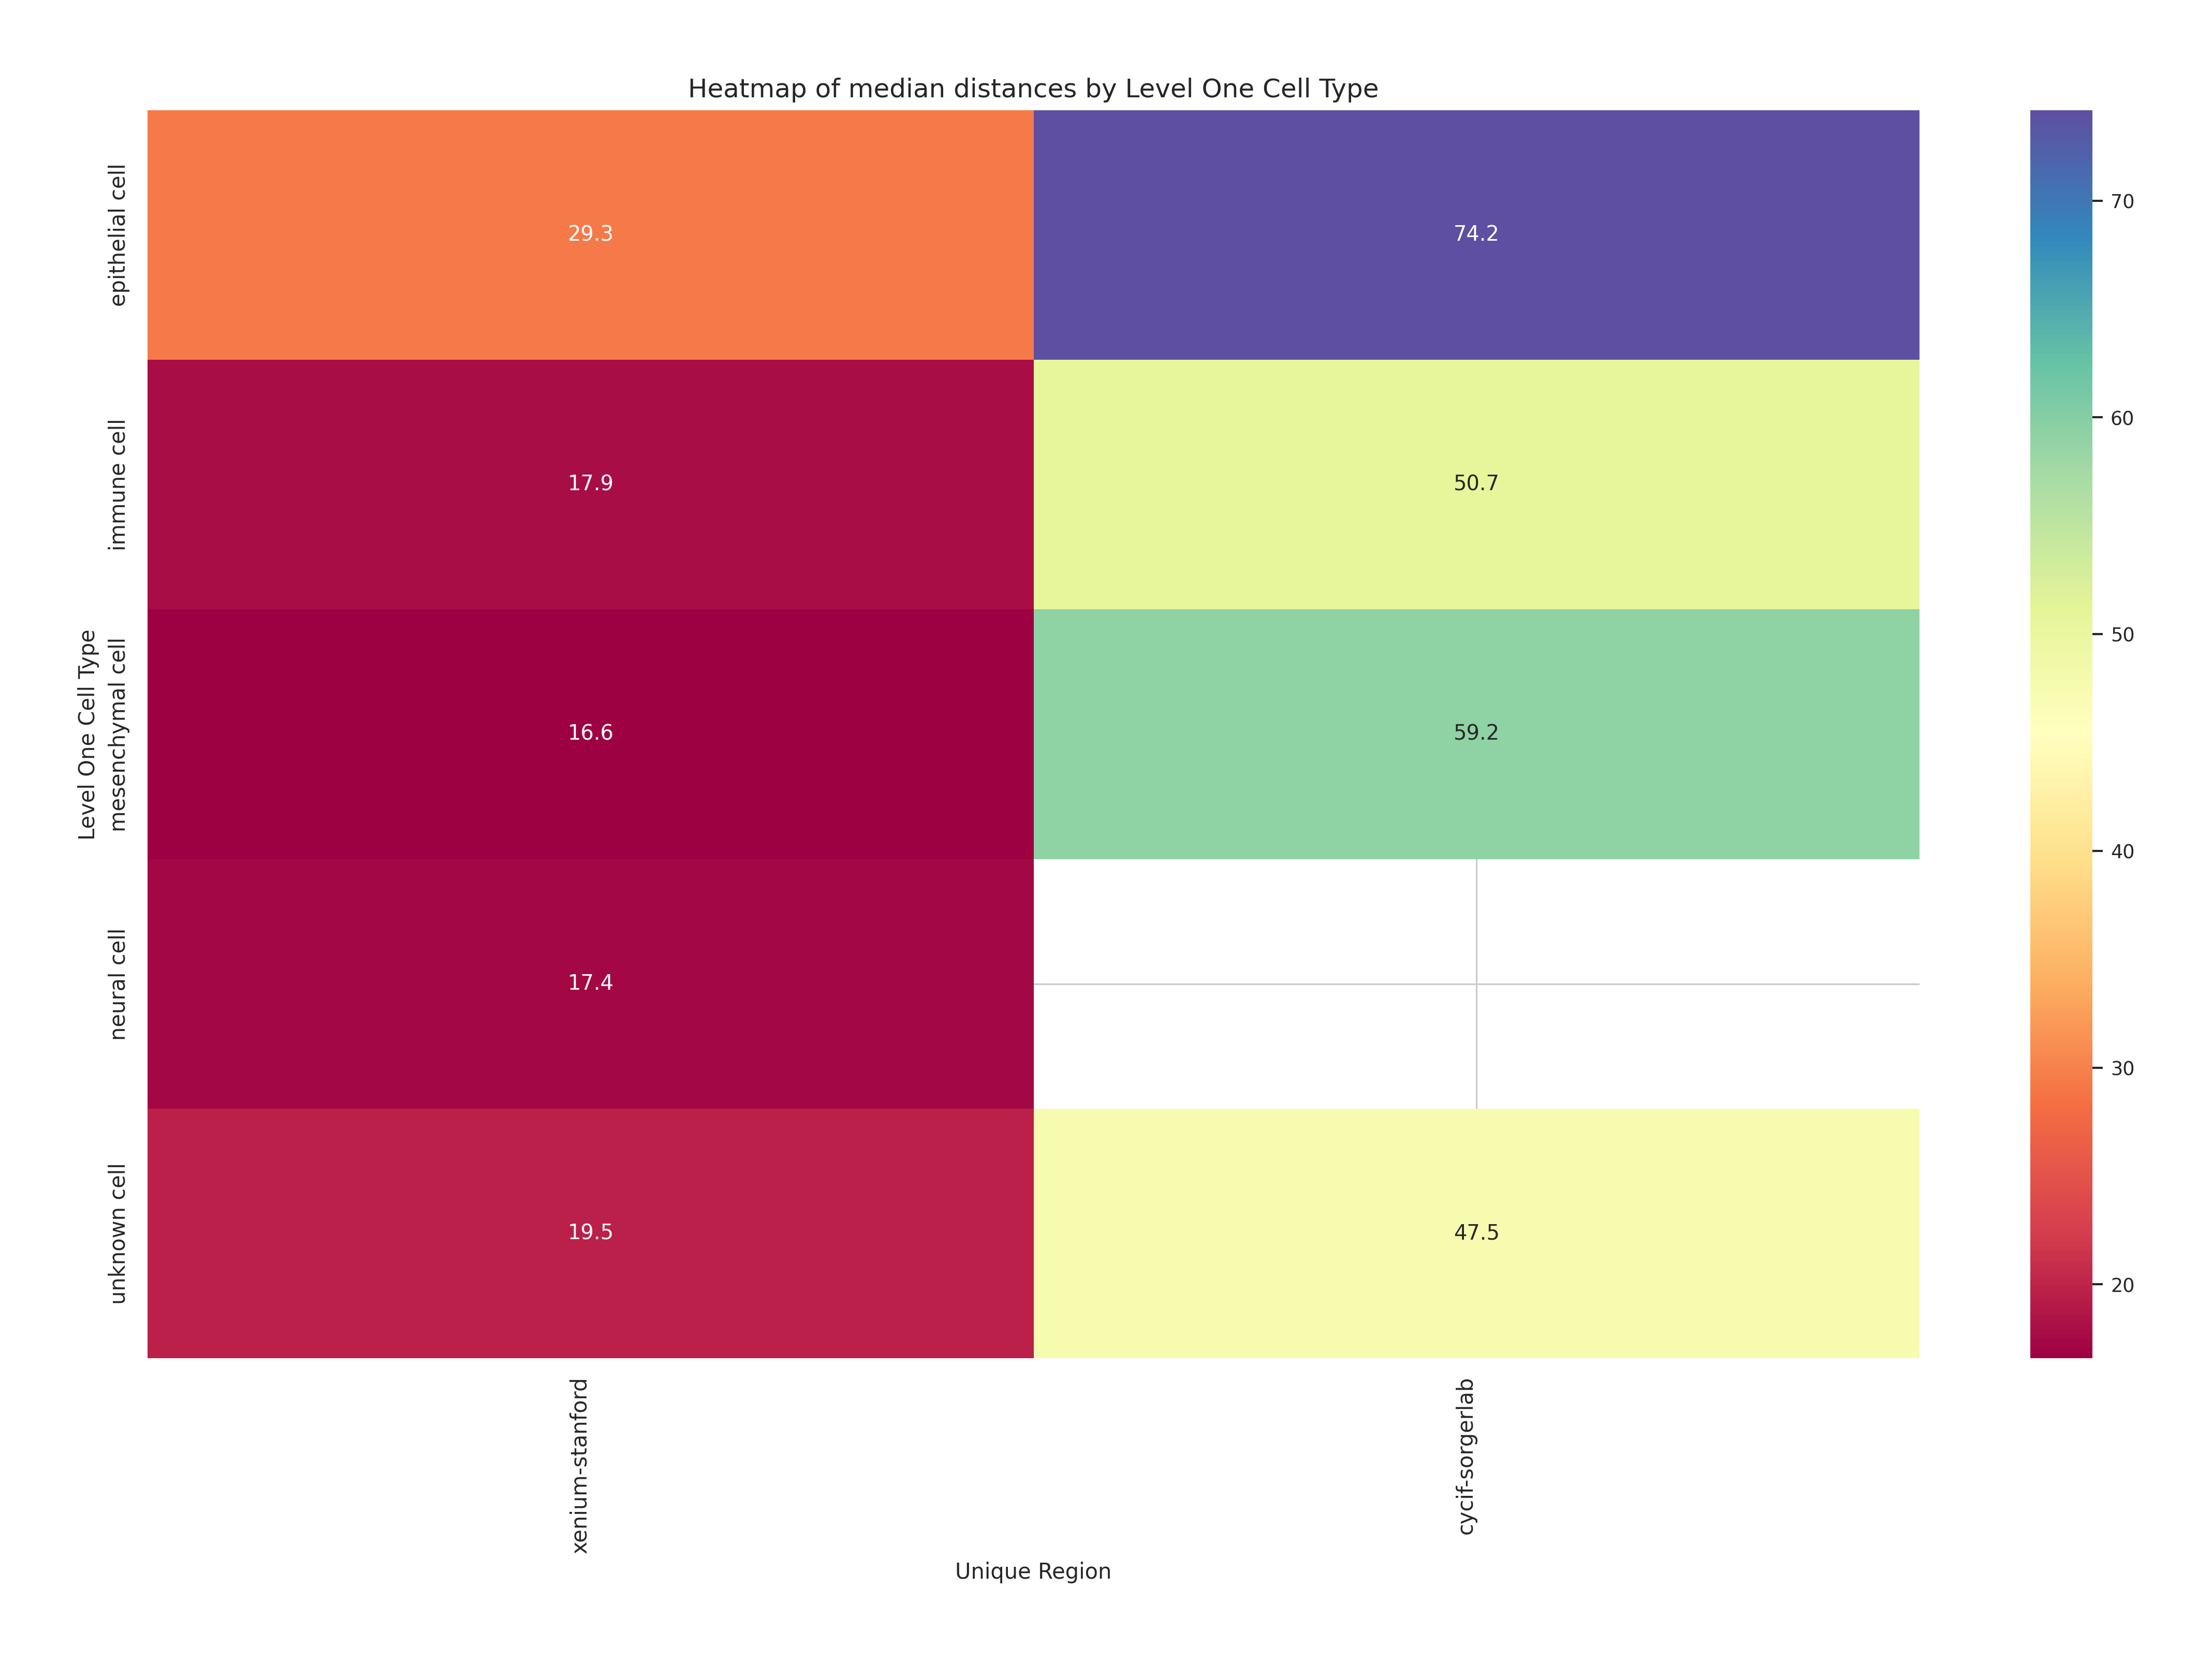 Heatmap of median distances by Level One Cell Type
epithelial cell
29.3
74.2
immune cell
17.9
50.7
Level One Cell Type
mesenchymal cell
16.6
59.2
neural cell
17.4
unknown cell
19.5
47.5
xenium-stanford
cycif-sorgerlab
Unique Region
70
60
50
40
30
20